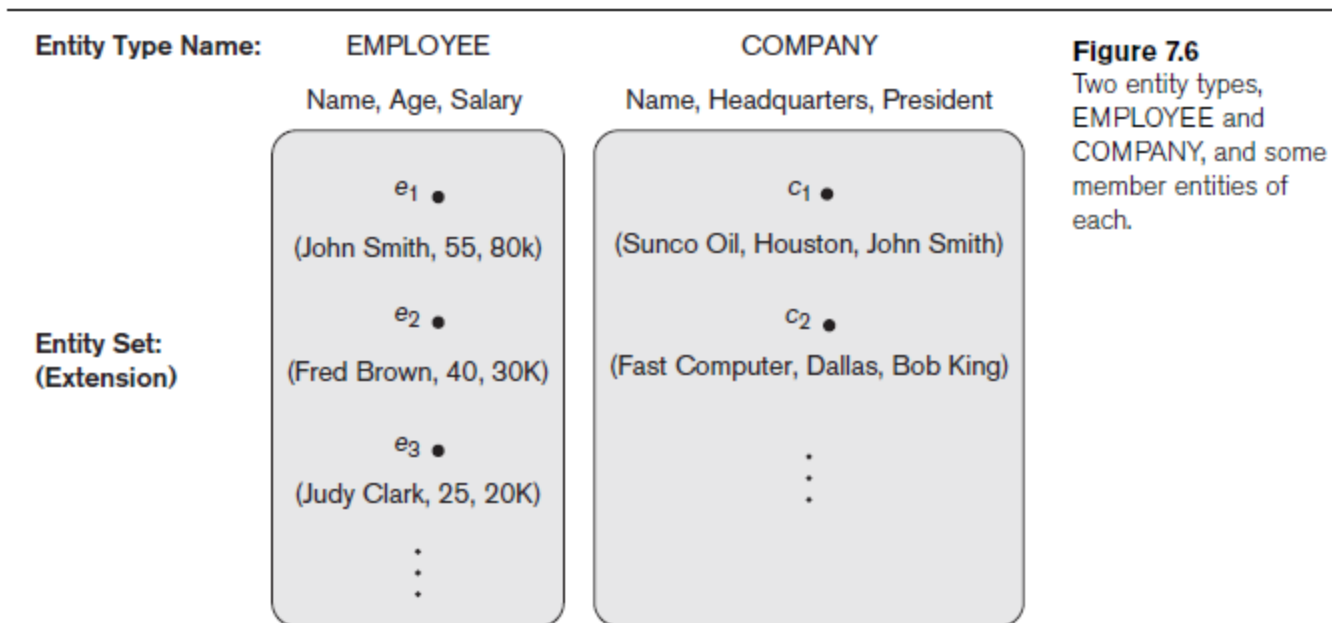 Entity Type Name: EMPLOYEE COMPANY
Name, Age, Salary Name, Headquarters, President
e1 c1
(John Smith, 55, 80k) (Sunco Oil, Houston, John Smith)
e2 c2
Entity Set:
(Extension)
(Fred Brown, 40, 30K) (Fast Computer, Dallas, Bob King)
e3
(Judy Clark, 25, 20K)
Figure 7.6
Two entity types,
EMPLOYEE and
COMPANY, and some
member entities of
each.